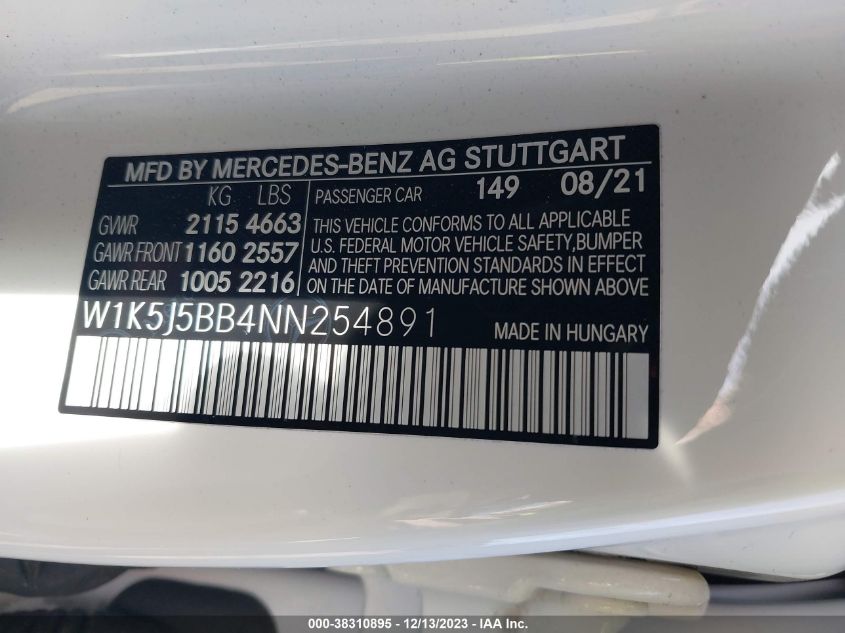 MFD BY MERCEDES-BENZ AG STUTTGART
KG LBS
GVWR 2115 4663
GAWR FRONT 1160 2557
GAWR REAR 1005 2216
PASSENGER CAR 149 08/21
THIS VEHICLE CONFORMS TO ALL APPLICABLE
U.S. FEDERAL MOTOR VEHICLE SAFETY,BUMPER
AND THEFT PREVENTION STANDARDS IN EFFECT
ON THE DATE OF MANUFACTURE SHOWN ABOVE
W1K5J5BB4NN254891
MADE IN HUNGARY
000-38310895 - 12/13/2023 - IAA Inc.